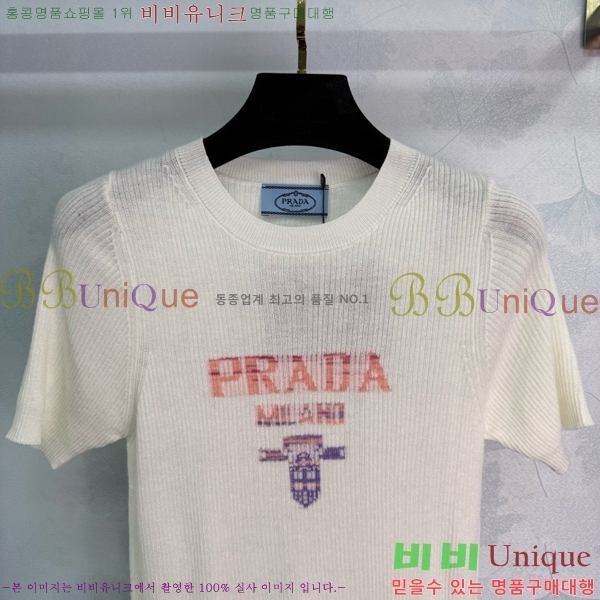 홍콩명품쇼핑몰 1위 비비유니크명품구매대행
PRADA
MILANO
BBUniQue 동종업계 최고의 품질 NO.1 BBUniQue
PRADA
MILANO
비비 Unique
-본 이미지는 비비유니크에서 촬영한 100% 실사 이미지 입니다.-
믿을수 있는 명품구매대행